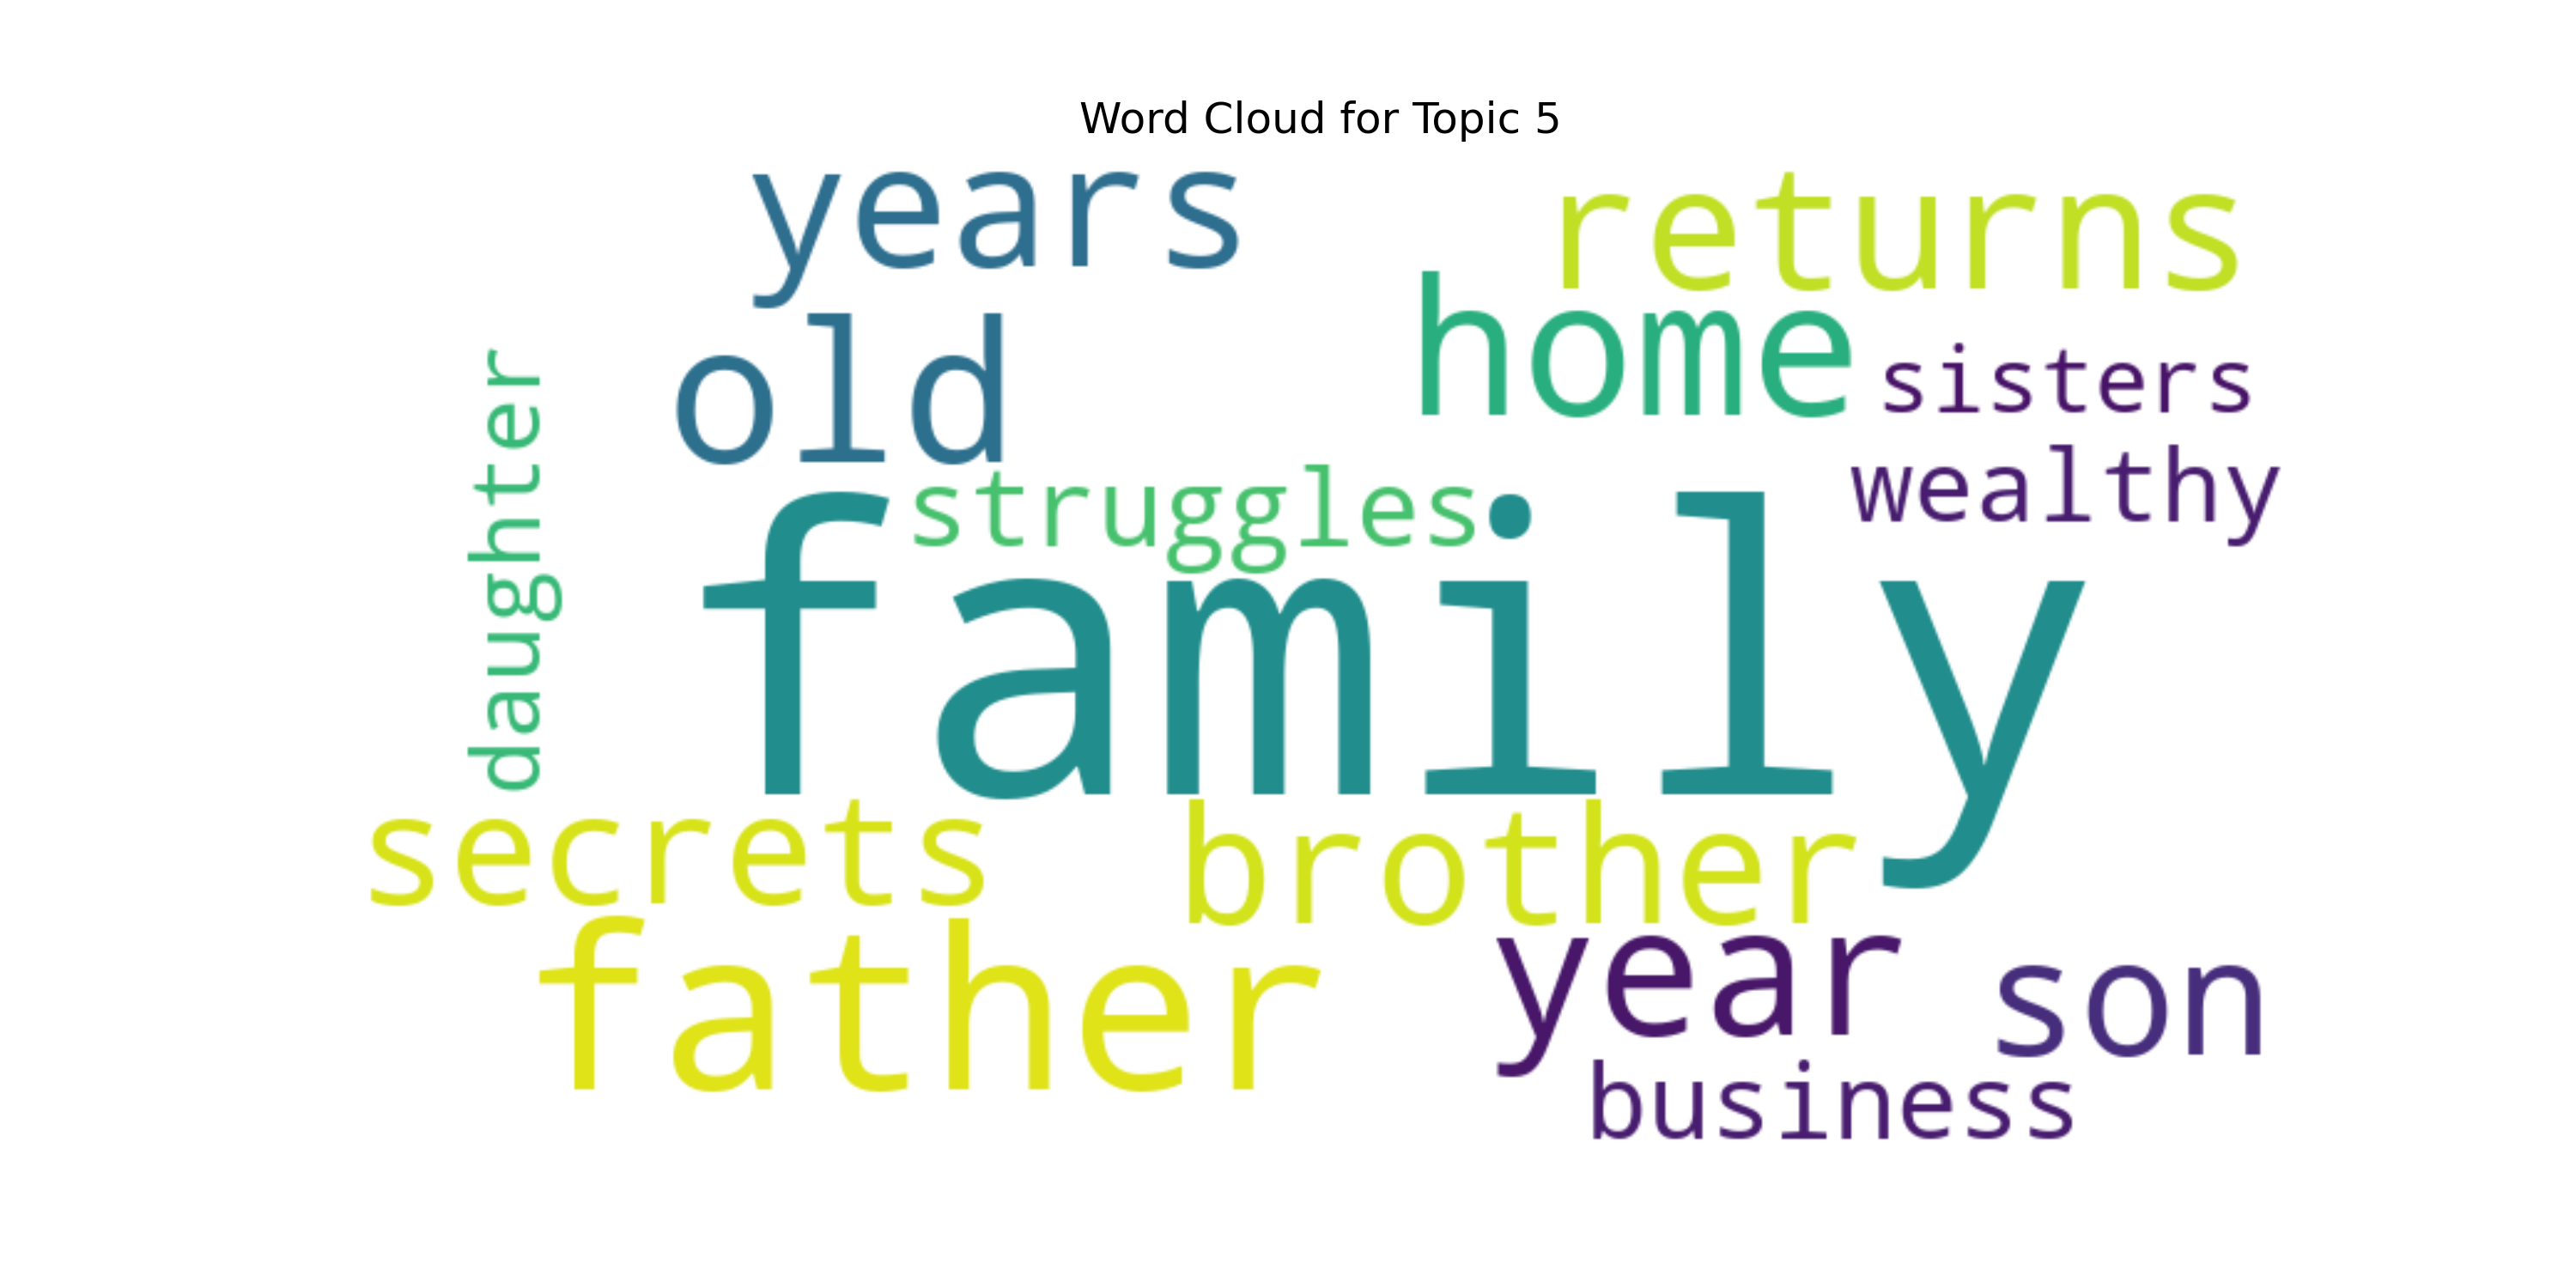 Word Cloud for Topic 5
years
returns
home
old
sisters
daughter
struggles
wealthy
family
secrets
brother
father
year
son
business